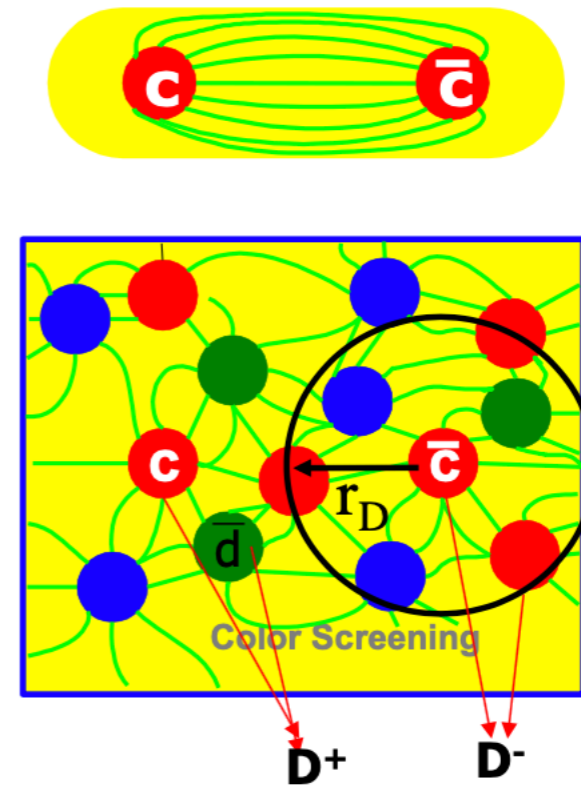 c c̅
c c̅
r_D
d̅
Color Screening
D⁺ D⁻